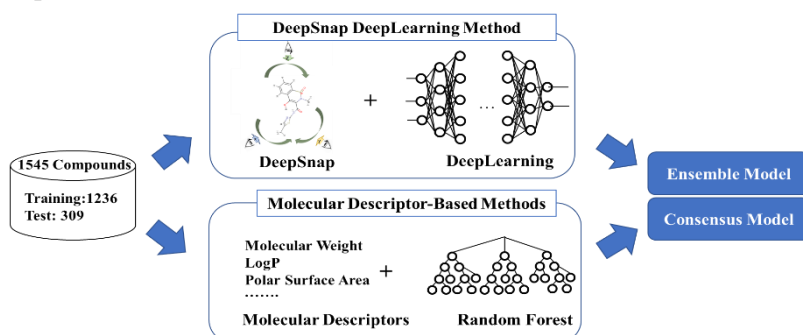 DeepSnap DeepLearning Method
+
...
DeepSnap
DeepLearning
1545 Compounds
Training:1236
Test: 309
Ensemble Model
Consensus Model
Molecular Descriptor-Based Methods
Molecular Weight
LogP
Polar Surface Area
.......
+
Molecular Descriptors
Random Forest